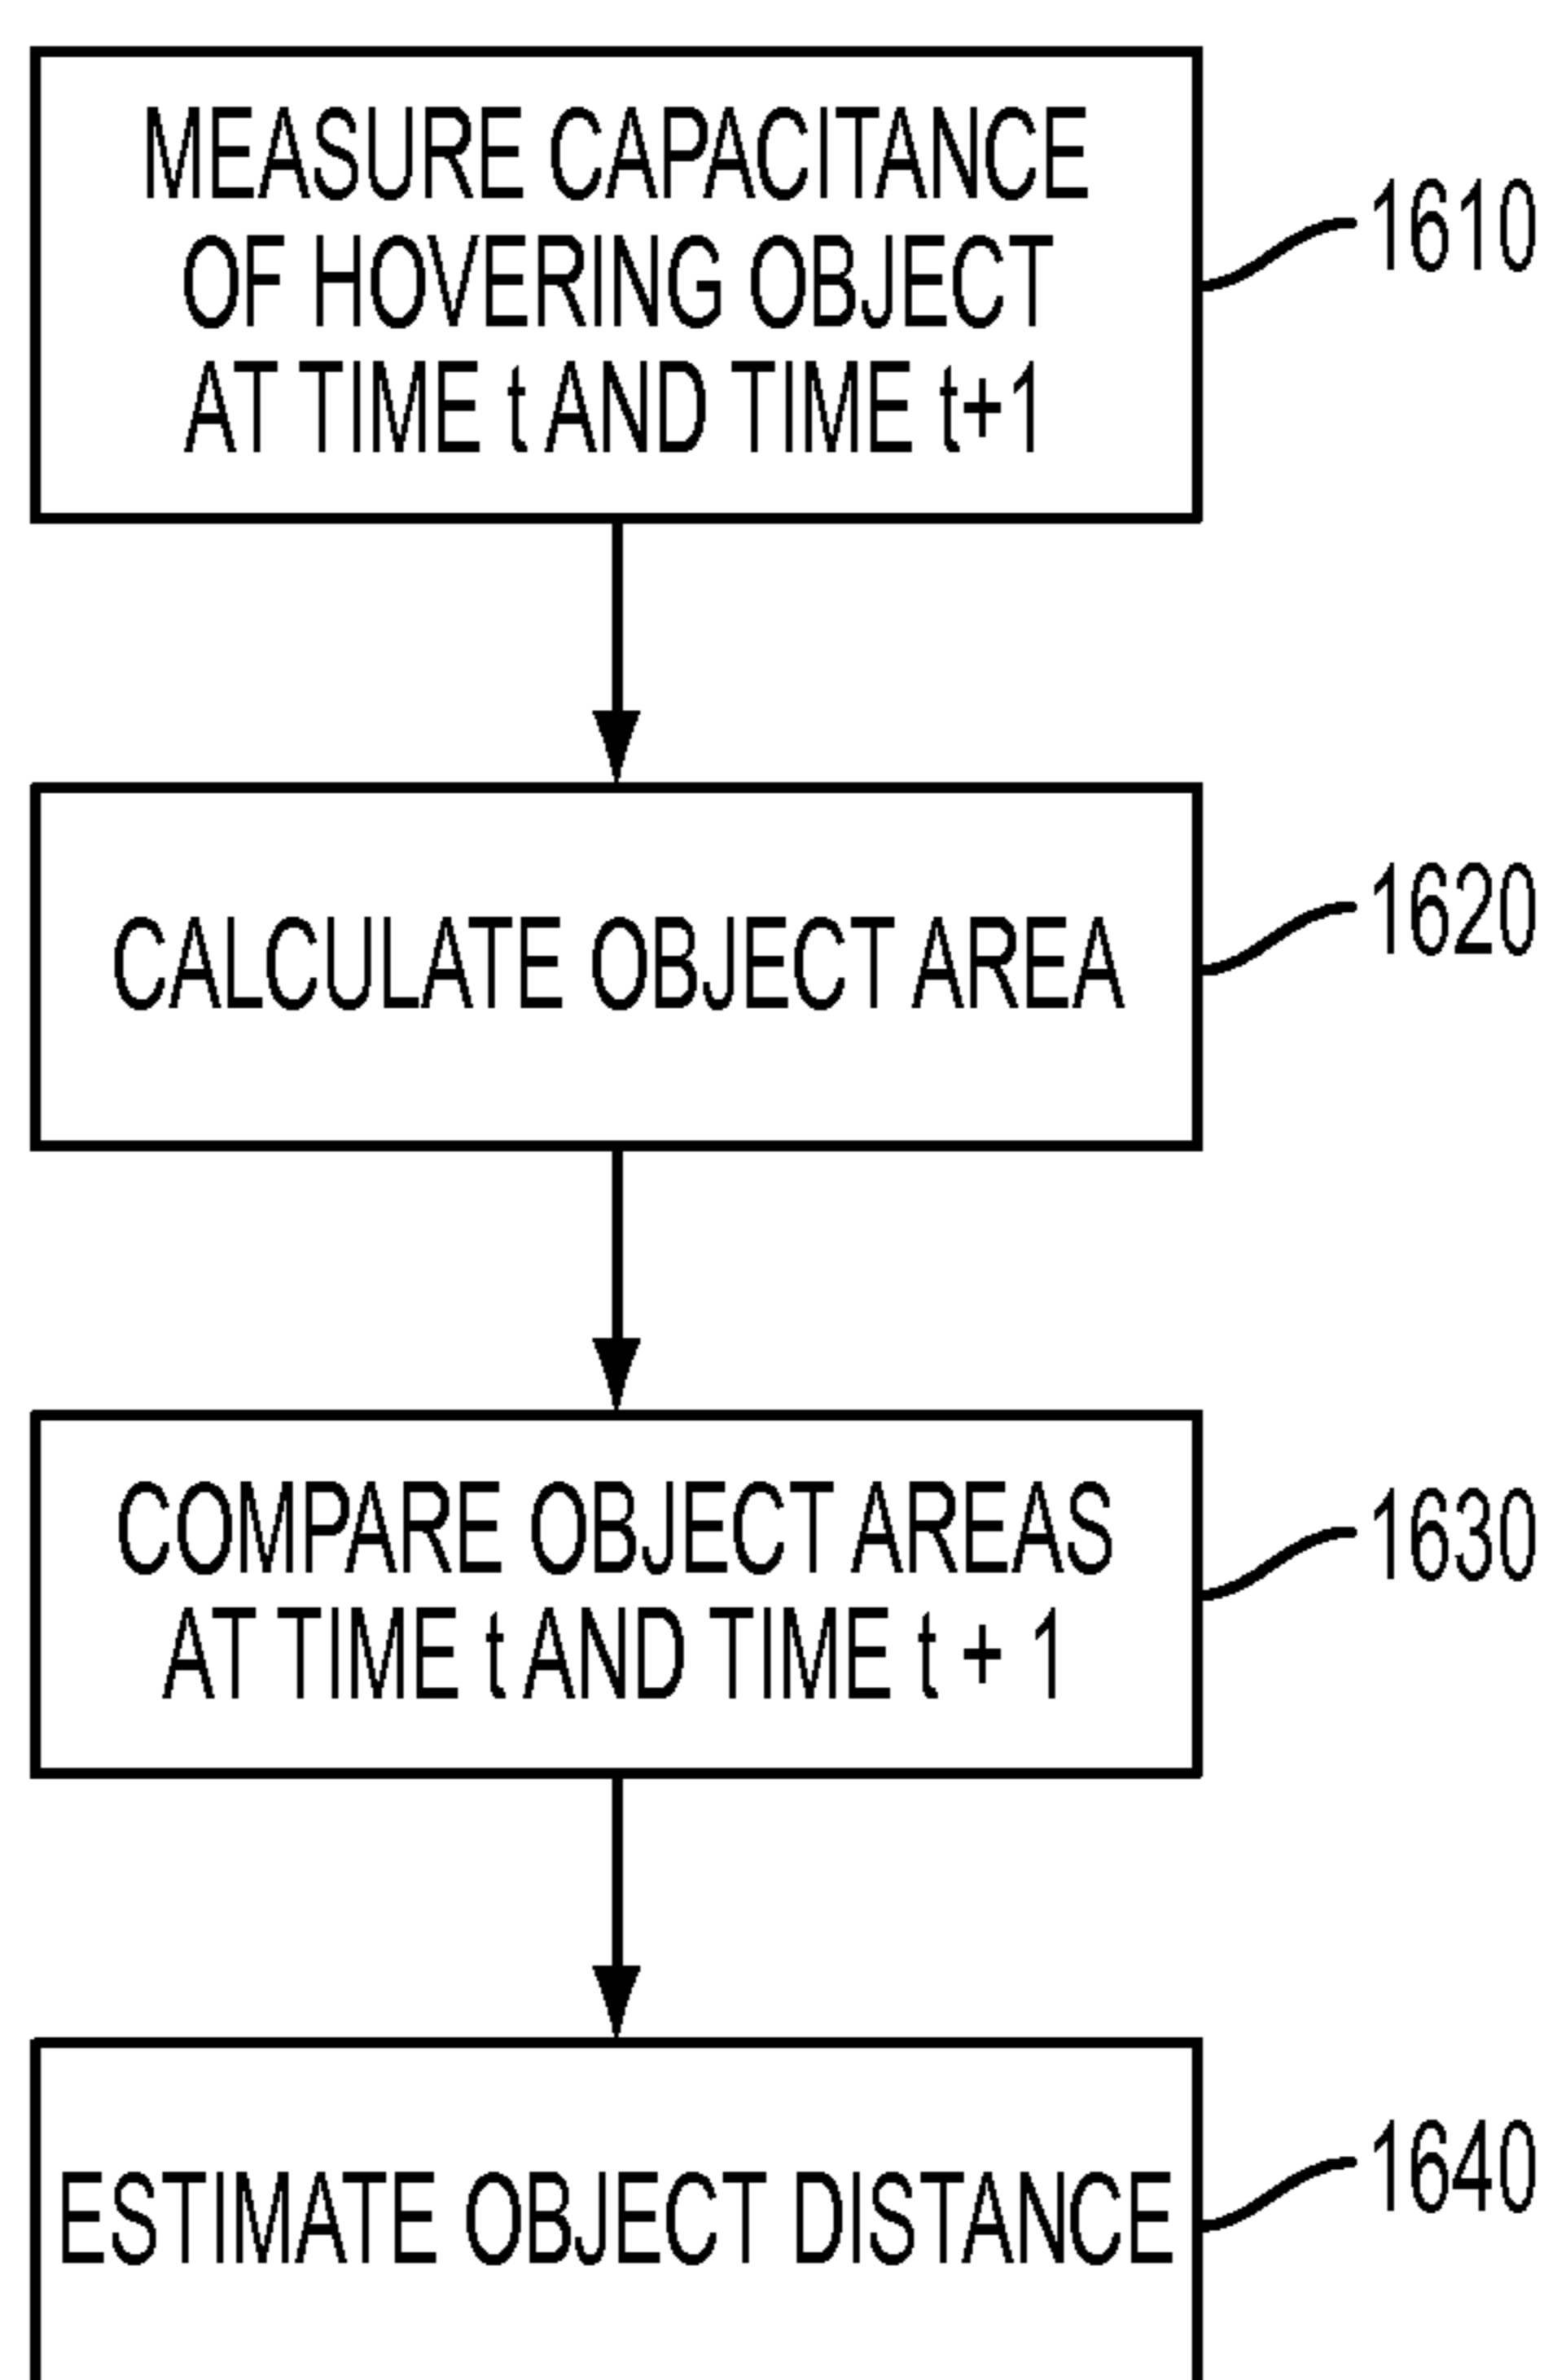 MEASURE CAPACITANCE
OF HOVERING OBJECT
AT TIME t AND TIME t+1
1610
CALCULATE OBJECT AREA
1620
COMPARE OBJECT AREAS
AT TIME t AND TIME t + 1
1630
ESTIMATE OBJECT DISTANCE
1640